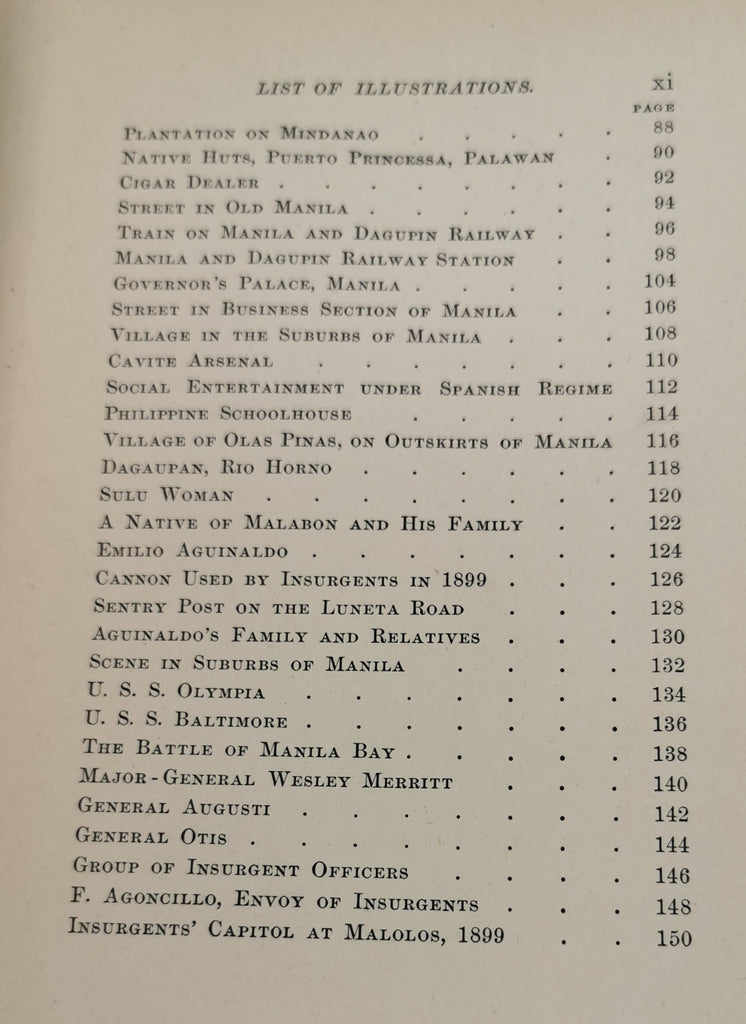 LIST OF ILLUSTRATIONS. xi
PAGE
PLANTATION ON MINDANAO . . . . . 88
NATIVE HUTS, PUERTO PRINCESSA, PALAWAN . 90
CIGAR DEALER . . . . . . . 92
STREET IN OLD MANILA . . . . . . 94
TRAIN ON MANILA AND DAGUPIN RAILWAY . . 96
MANILA AND DAGUPIN RAILWAY STATION . . 98
GOVERNOR'S PALACE, MANILA . . . . . 104
STREET IN BUSINESS SECTION OF MANILA . . 106
VILLAGE IN THE SUBURBS OF MANILA . . . 108
CAVITE ARSENAL . . . . . . . 110
SOCIAL ENTERTAINMENT UNDER SPANISH REGIME 112
PHILIPPINE SCHOOLHOUSE . . . . . 114
VILLAGE OF OLAS PINAS, ON OUTSKIRTS OF MANILA 116
DAGAUPAN, RIO HORNO . . . . . . 118
SULU WOMAN . . . . . . . . 120
A NATIVE OF MALABON AND HIS FAMILY . . 122
EMILIO AGUINALDO . . . . . . . 124
CANNON USED BY INSURGENTS IN 1899 . . . 126
SENTRY POST ON THE LUNETA ROAD . . . 128
AGUINALDO'S FAMILY AND RELATIVES . . . 130
SCENE IN SUBURBS OF MANILA . . . . 132
U. S. S. OLYMPIA . . . . . . . 134
U. S. S. BALTIMORE . . . . . . . 136
THE BATTLE OF MANILA BAY . . . . . 138
MAJOR-GENERAL WESLEY MERRITT . . . 140
GENERAL AUGUSTI . . . . . . . 142
GENERAL OTIS . . . . . . . . 144
GROUP OF INSURGENT OFFICERS . . . . 146
F. AGONCILLO, ENVOY OF INSURGENTS . . . 148
INSURGENTS' CAPITOL AT MALOLOS, 1899 . . 150